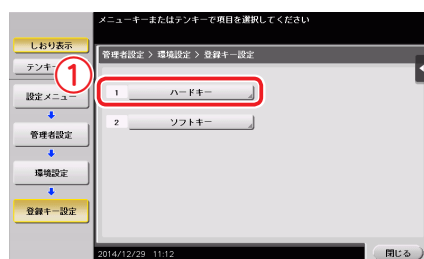 メニューキーまたはテンキーで項目を選択してください
しおり表示
管理者設定 > 環境設定 > 登録キー設定
テンキー
1
1 ハードキー
設定メニュー
2 ソフトキー
管理者設定
環境設定
登録キー設定
2014/12/29 11:12
閉じる